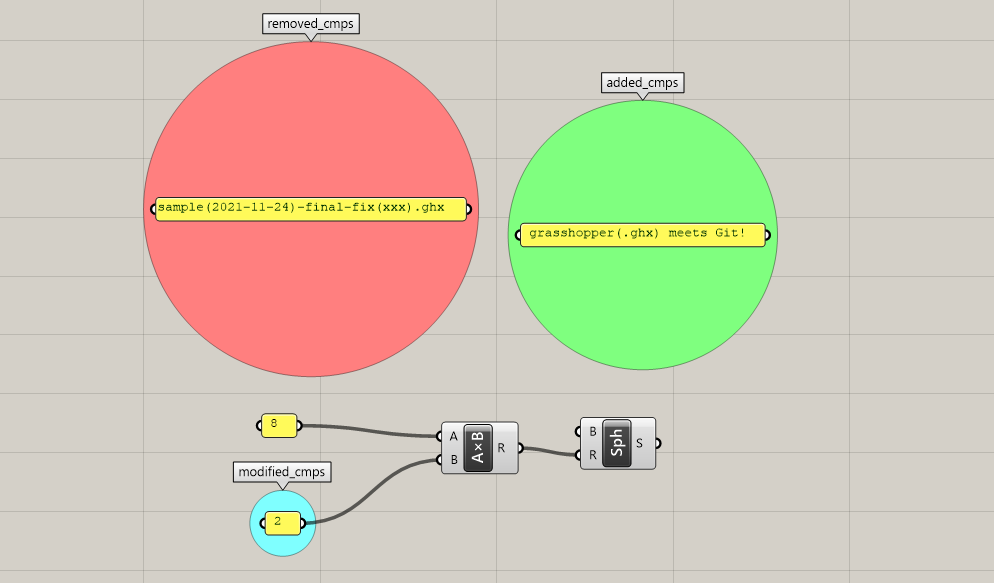 removed_cmps
added_cmps
sample(2021-11-24)-final-fix(xxx).ghx
grasshopper(.ghx) meets Git!
8
A
B
A×B
R
B
R
Sph
S
modified_cmps
2